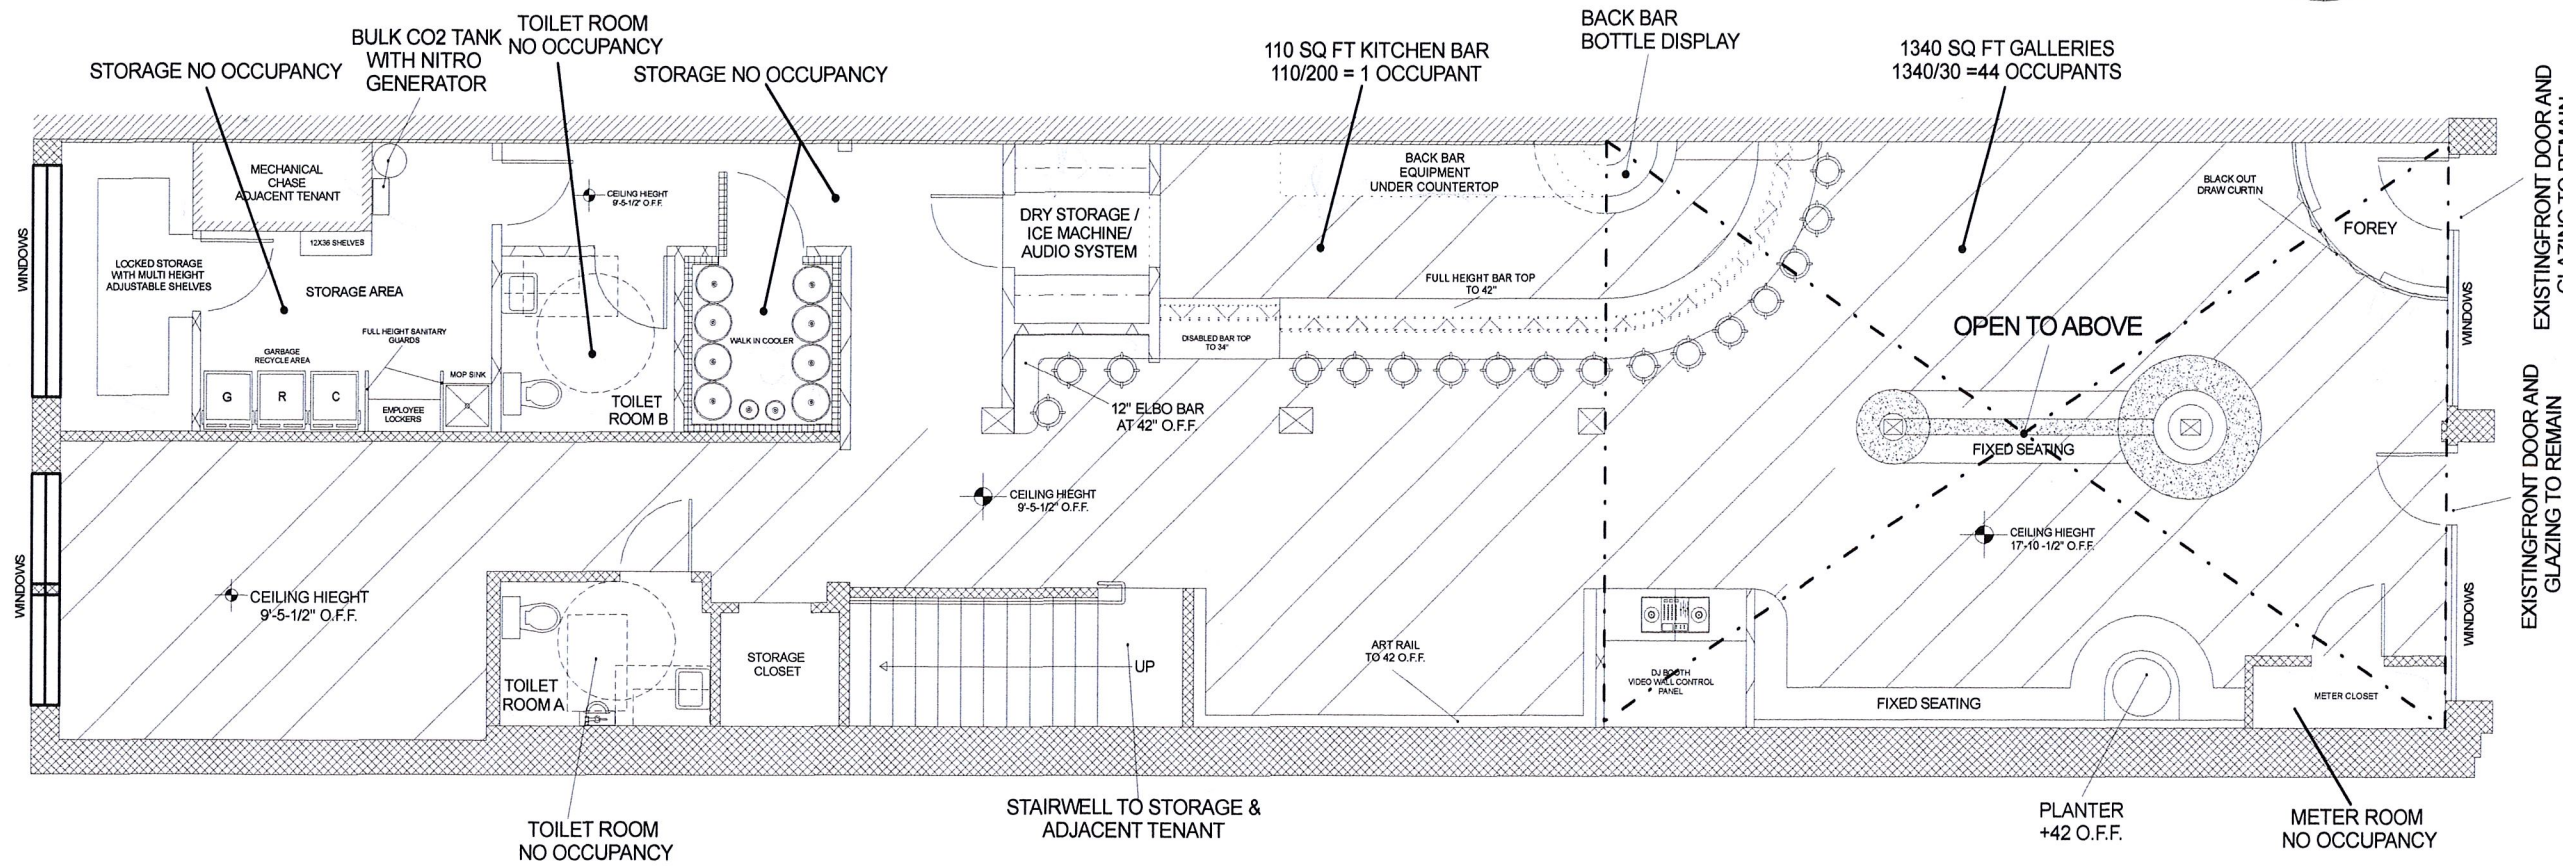 STORAGE NO OCCUPANCY
BULK CO2 TANK
WITH NITRO
GENERATOR
TOILET ROOM
NO OCCUPANCY
STORAGE NO OCCUPANCY
110 SQ FT KITCHEN BAR
110/200 = 1 OCCUPANT
BACK BAR
BOTTLE DISPLAY
1340 SQ FT GALLERIES
1340/30 =44 OCCUPANTS
EXISTINGFRONT DOOR AND
GLAZING TO REMAIN
WINDOWS
MECHANICAL
CHASE
ADJACENT TENANT
12X36 SHELVES
LOCKED STORAGE
WITH MULTI HEIGHT
ADJUSTABLE SHELVES
STORAGE AREA
FULL HEIGHT SANITARY
GUARDS
GARBAGE
RECYCLE AREA
G
R
C
MOP SINK
EMPLOYEE
LOCKERS
CEILING HIEGHT
9'-5-1/2" O.F.F.
TOILET
ROOM B
WALK IN COOLER
DRY STORAGE /
ICE MACHINE/
AUDIO SYSTEM
BACK BAR
EQUIPMENT
UNDER COUNTERTOP
FULL HEIGHT BAR TOP
TO 42"
DISABLED BAR TOP
TO 34"
12" ELBO BAR
AT 42" O.F.F.
BLACK OUT
DRAW CURTIN
FOREY
WINDOWS
OPEN TO ABOVE
FIXED SEATING
CEILING HIEGHT
9'-5-1/2" O.F.F.
CEILING HIEGHT
17'-10 -1/2" O.F.F.
EXISTINGFRONT DOOR AND
GLAZING TO REMAIN
WINDOWS
CEILING HIEGHT
9'-5-1/2" O.F.F.
TOILET
ROOM A
STORAGE
CLOSET
UP
ART RAIL
TO 42 O.F.F.
DJ BOOTH
VIDEO WALL CONTROL
PANEL
FIXED SEATING
METER CLOSET
WINDOWS
TOILET ROOM
NO OCCUPANCY
STAIRWELL TO STORAGE &
ADJACENT TENANT
PLANTER
+42 O.F.F.
METER ROOM
NO OCCUPANCY